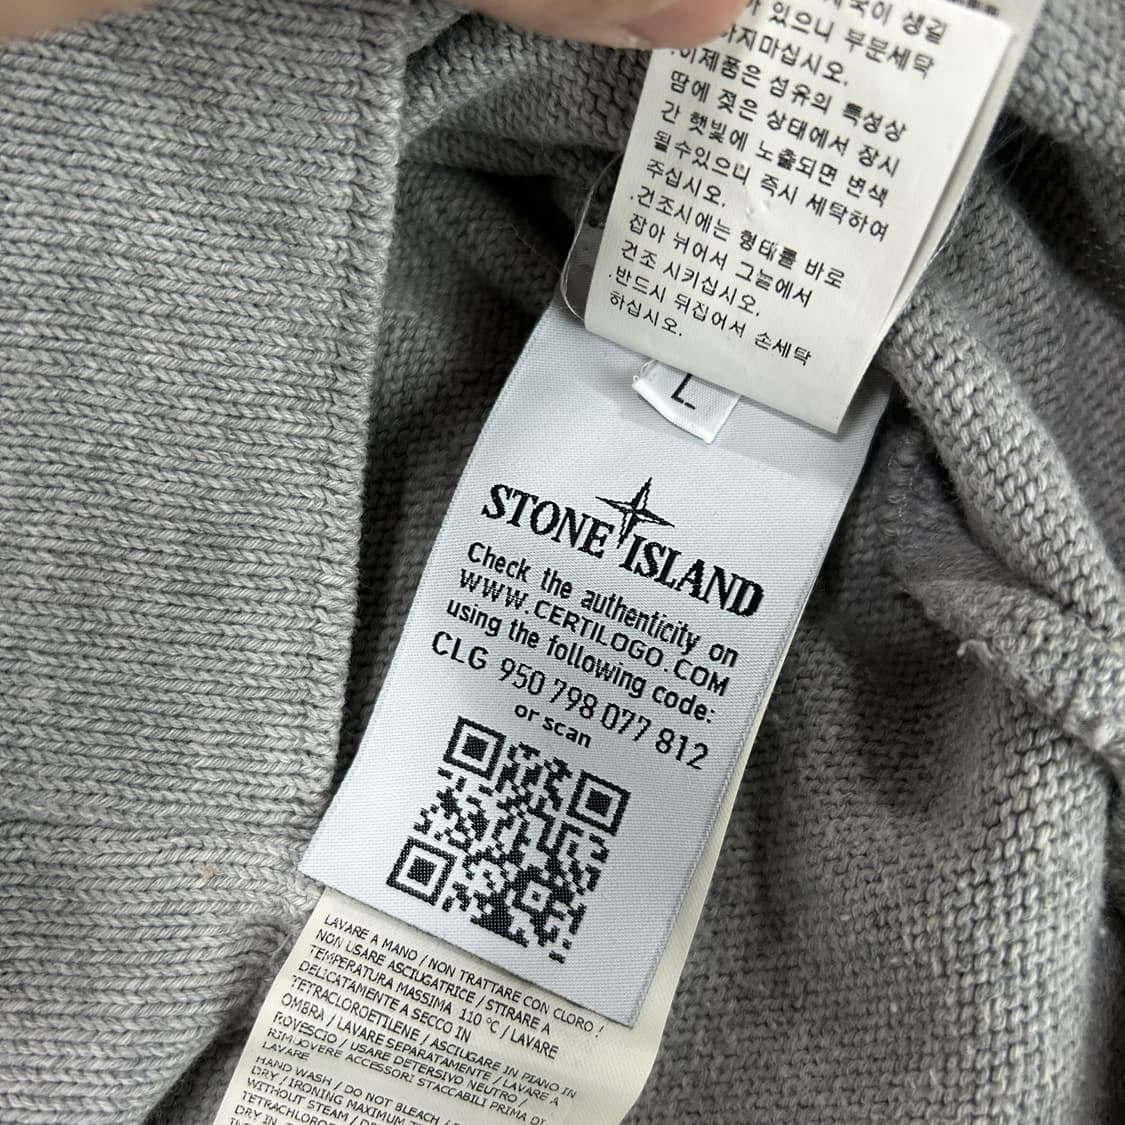 있으니 부분세탁
하지마십시오.
.이제품은 섬유의 특성상
땀에 젖은 상태에서 장시
간 햇빛에 노출되면 변색
될수있으니 즉시 세탁하여
주십시오.
.건조시에는 형태를 바로
잡아 뉘어서 그늘에서
건조 시키십시오.
.반드시 뒤집어서 손세탁
하십시오.
L
STONE ISLAND
Check the authenticity on
WWW.CERTILOGO.COM
using the following code:
CLG 950 798 077 812
or scan
LAVARE A MANO / NON TRATTARE CON CLORO /
NON USARE ASCIUGATRICE / STIRARE A
TEMPERATURA MASSIMA 110 °C / LAVARE
DELICATAMENTE A SECCO IN
TETRACLOROETILENE / ASCIUGARE IN PIANO IN
OMBRA / LAVARE SEPARATAMENTE / LAVARE A
ROVESCIO / USARE DETERSIVO NEUTRO /
RIMUOVERE ACCESSORI STACCABILI PRIMA DI
LAVARE
HAND WASH / DO NOT BLEACH /
DRY / IRONING MAXIMUM
WITHOUT STEAM /
DRY IN